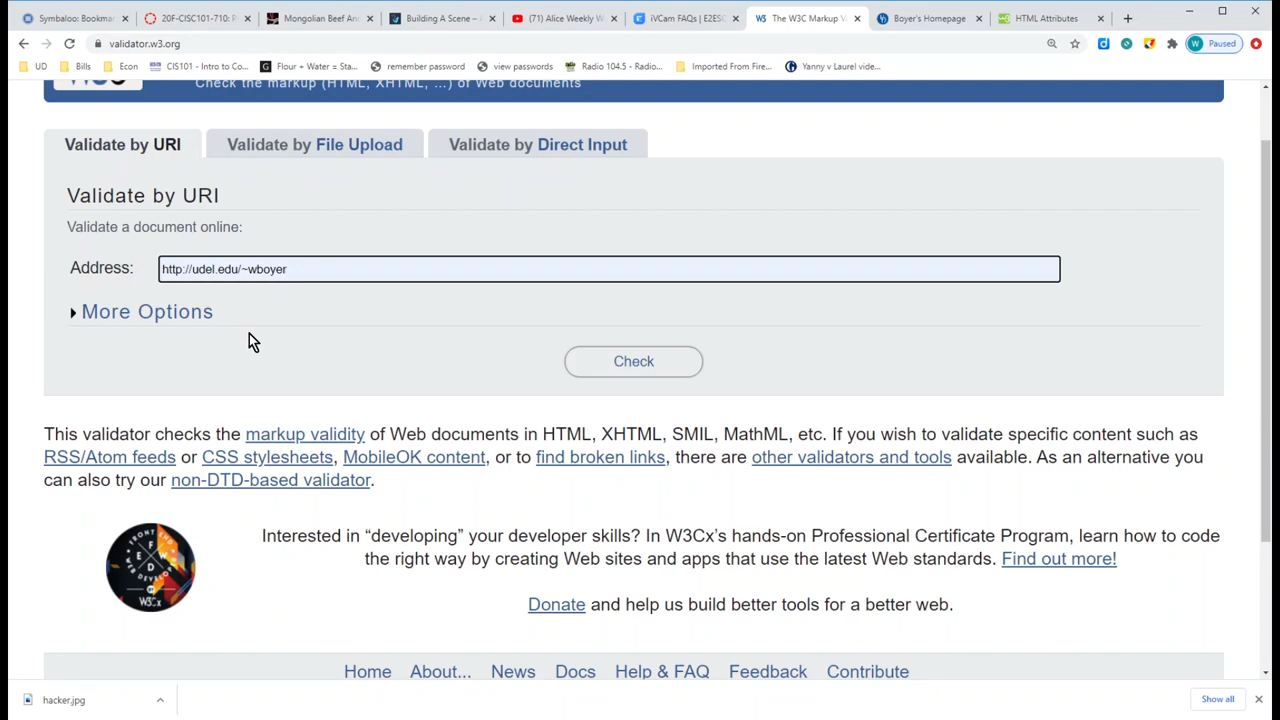 Symbaloo: Bookma
20F-CISC101-710: F
Mongolian Beef An
Building A Scene –
(71) Alice Weekly W
iVCam FAQs | E2ESC
The W3C Markup V
Boyer's Homepage
HTML Attributes
validator.w3.org
W
Paused
UD
Bills
Econ
CIS101 - Intro to Co...
Flour + Water = Sta...
remember password
view passwords
Radio 104.5 - Radio...
Imported From Fire...
Yanny v Laurel vide...
Check the markup (HTML, XHTML, …) of Web documents
Validate by URI
Validate by File Upload
Validate by Direct Input
Validate by URI
Validate a document online:
Address:
http://udel.edu/~wboyer
More Options
Check
This validator checks the markup validity of Web documents in HTML, XHTML, SMIL, MathML, etc. If you wish to validate specific content such as
RSS/Atom feeds or CSS stylesheets, MobileOK content, or to find broken links, there are other validators and tools available. As an alternative you
can also try our non-DTD-based validator.
Interested in “developing” your developer skills? In W3Cx’s hands-on Professional Certificate Program, learn how to code
the right way by creating Web sites and apps that use the latest Web standards. Find out more!
W3Cx
Donate and help us build better tools for a better web.
Home
About...
News
Docs
Help & FAQ
Feedback
Contribute
hacker.jpg
Show all